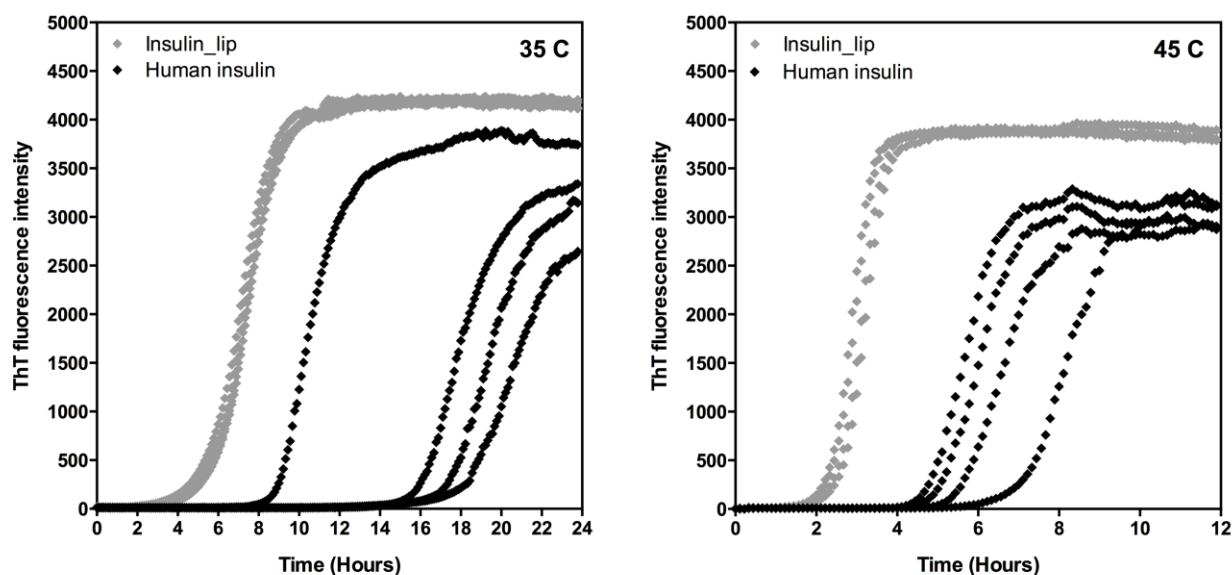 5000
4500
4000
3500
3000
2500
2000
1500
1000
500
0
ThT fluorescence intensity
Insulin_lip
Human insulin
35 C
0 2 4 6 8 10 12 14 16 18 20 22 24
Time (Hours)
5000
4500
4000
3500
3000
2500
2000
1500
1000
500
0
ThT fluorescence intensity
Insulin_lip
Human insulin
45 C
0 2 4 6 8 10 12
Time (Hours)